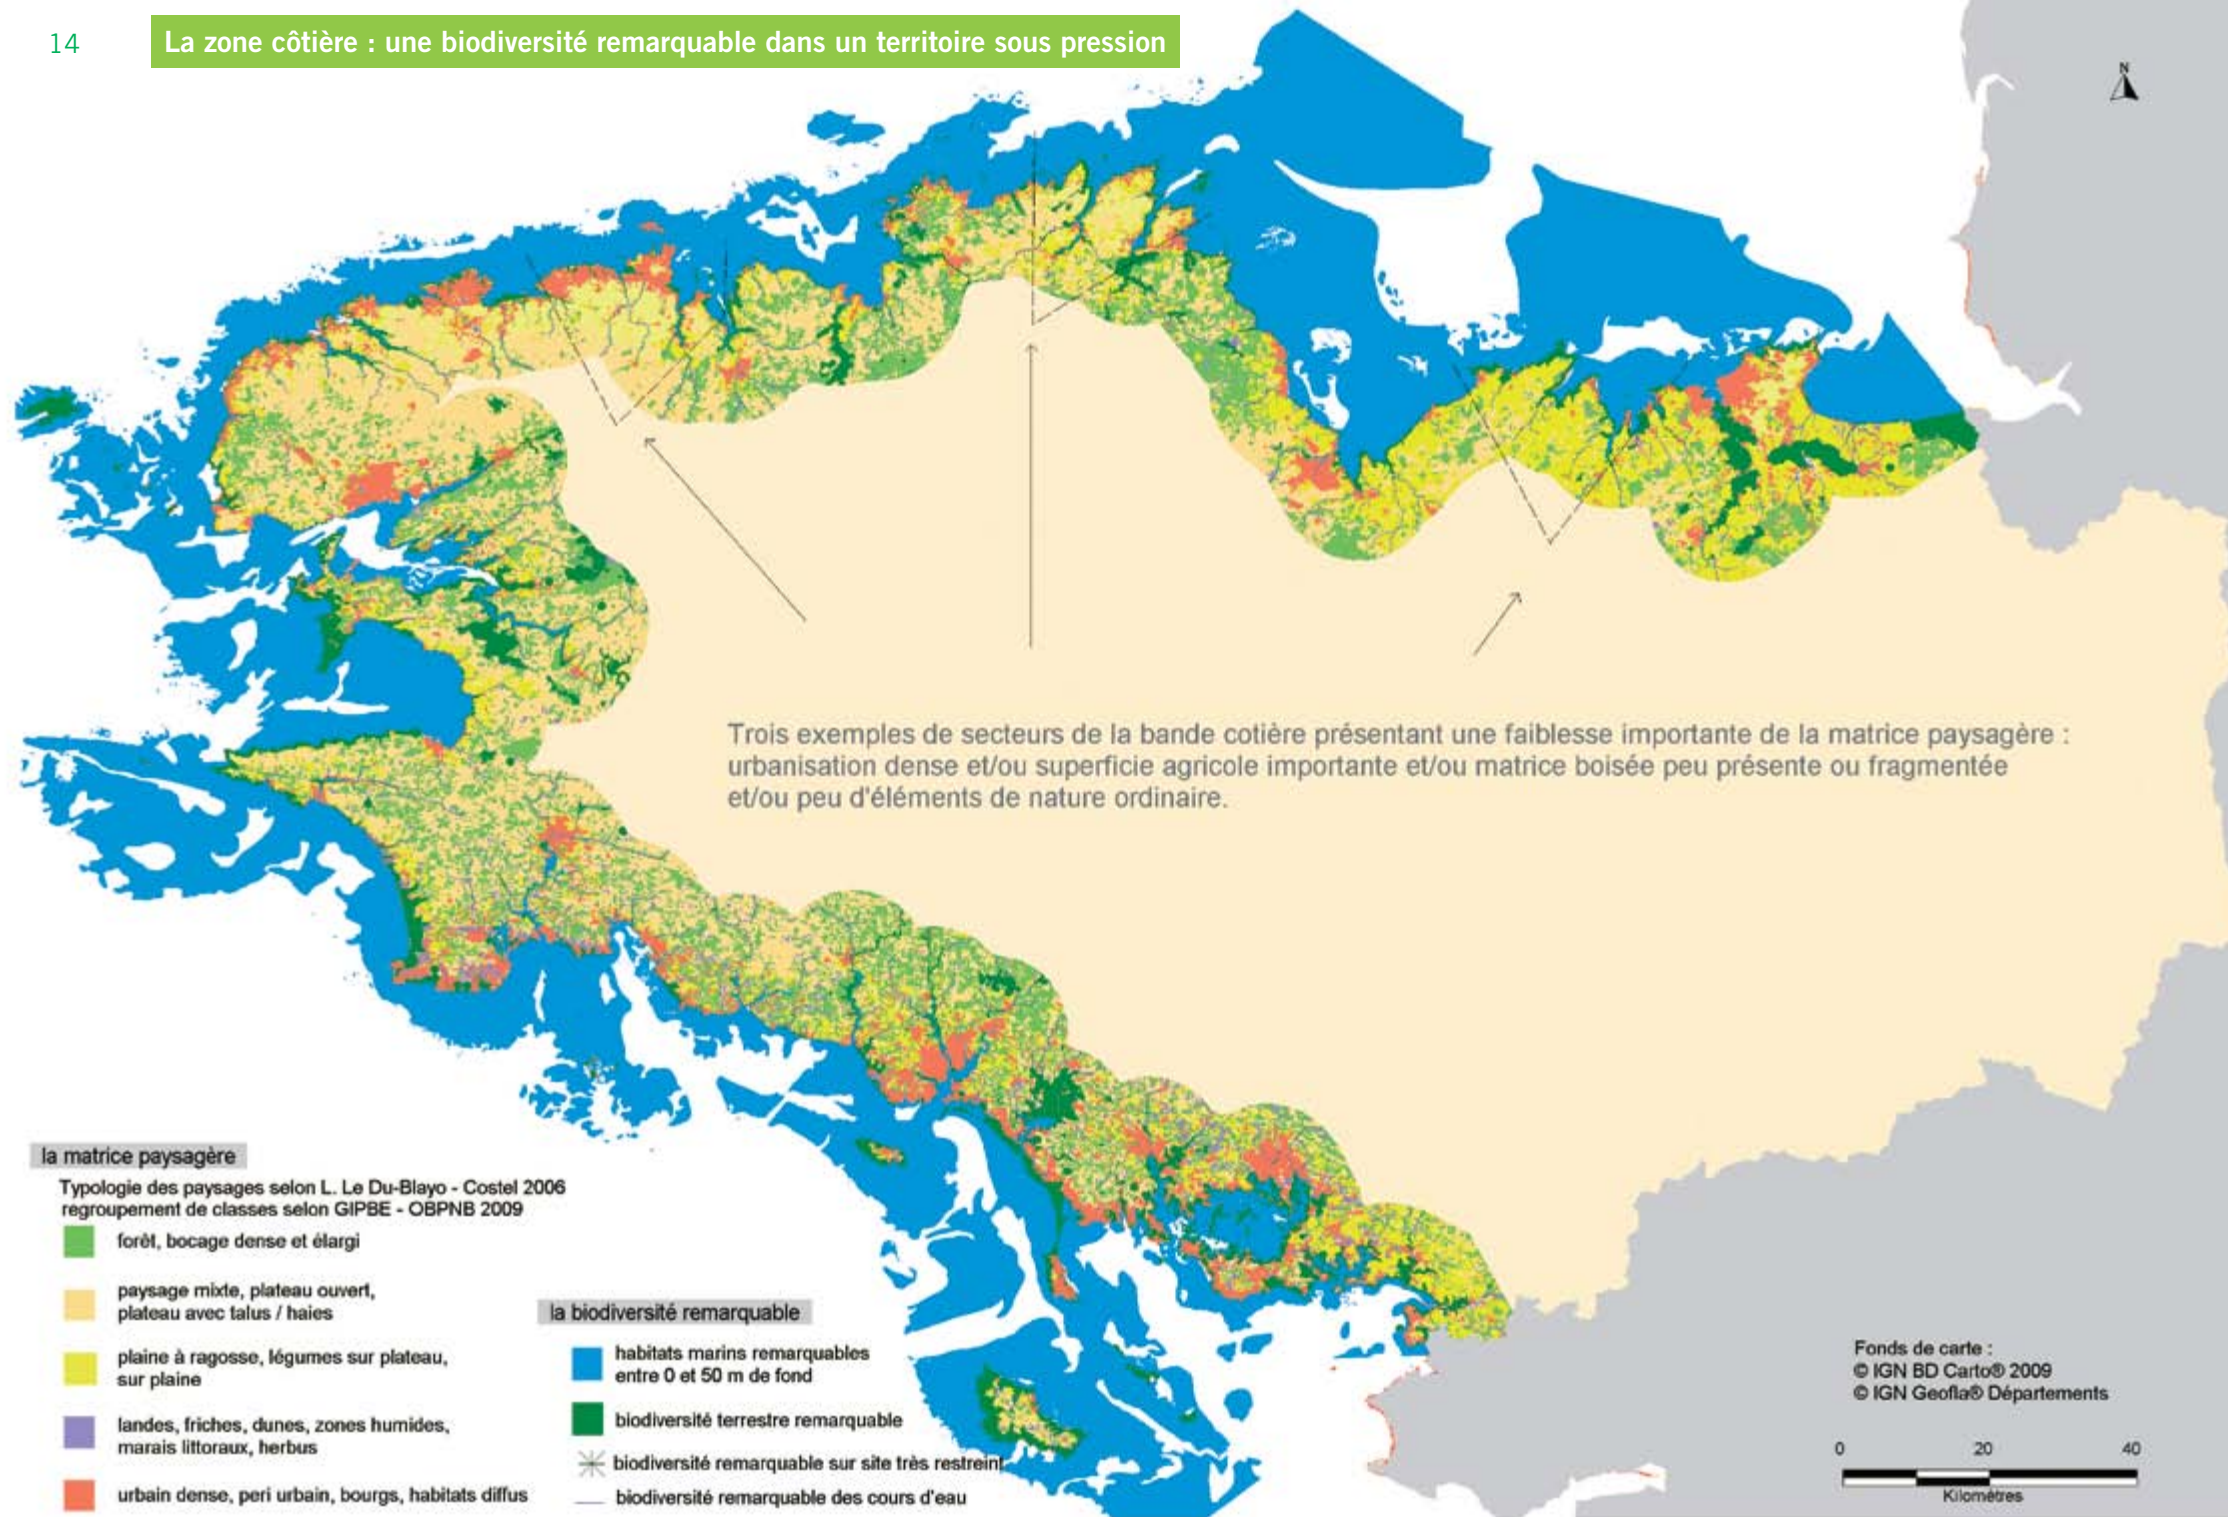 14
La zone côtière : une biodiversité remarquable dans un territoire sous pression
N
Trois exemples de secteurs de la bande cotière présentant une faiblesse importante de la matrice paysagère :
urbanisation dense et/ou superficie agricole importante et/ou matrice boisée peu présente ou fragmentée
et/ou peu d'éléments de nature ordinaire.
la matrice paysagère
Typologie des paysages selon L. Le Du-Blayo - Costel 2006
regroupement de classes selon GIPBE - OBPNB 2009
forêt, bocage dense et élargi
paysage mixte, plateau ouvert,
plateau avec talus / haies
plaine à ragosse, légumes sur plateau,
sur plaine
landes, friches, dunes, zones humides,
marais littoraux, herbus
urbain dense, peri urbain, bourgs, habitats diffus
la biodiversité remarquable
habitats marins remarquables
entre 0 et 50 m de fond
biodiversité terrestre remarquable
biodiversité remarquable sur site très restreint
biodiversité remarquable des cours d'eau
Fonds de carte :
© IGN BD Carto® 2009
© IGN Geofla® Départements
0 20 40
Kilomètres